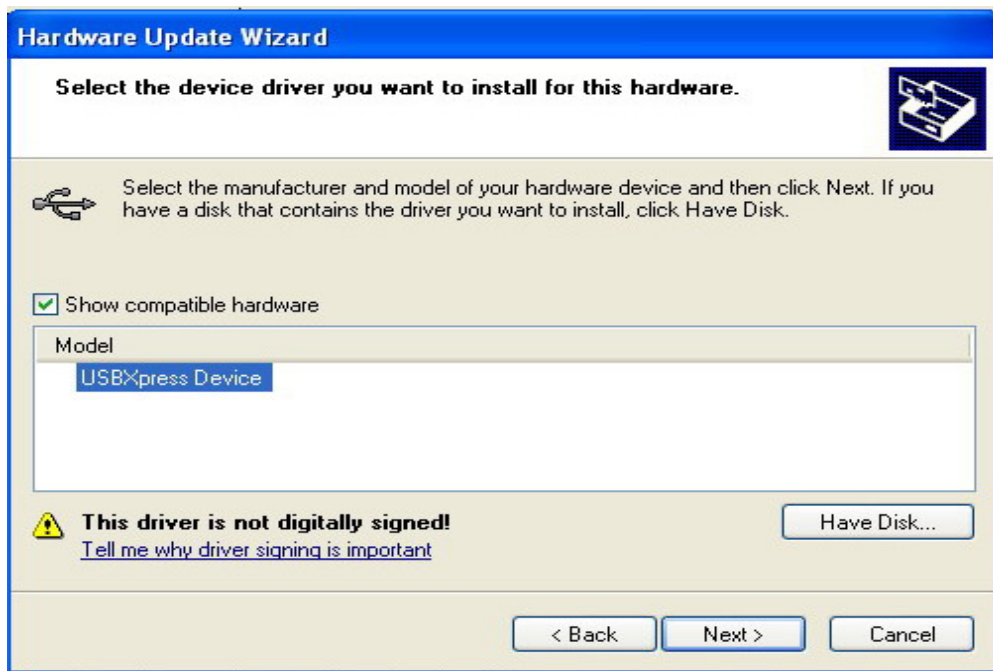 Hardware Update Wizard
Select the device driver you want to install for this hardware.
Select the manufacturer and model of your hardware device and then click Next. If you
have a disk that contains the driver you want to install, click Have Disk.
Show compatible hardware
Model
USBXpress Device
This driver is not digitally signed!
Have Disk...
Tell me why driver signing is important
< Back
Next >
Cancel